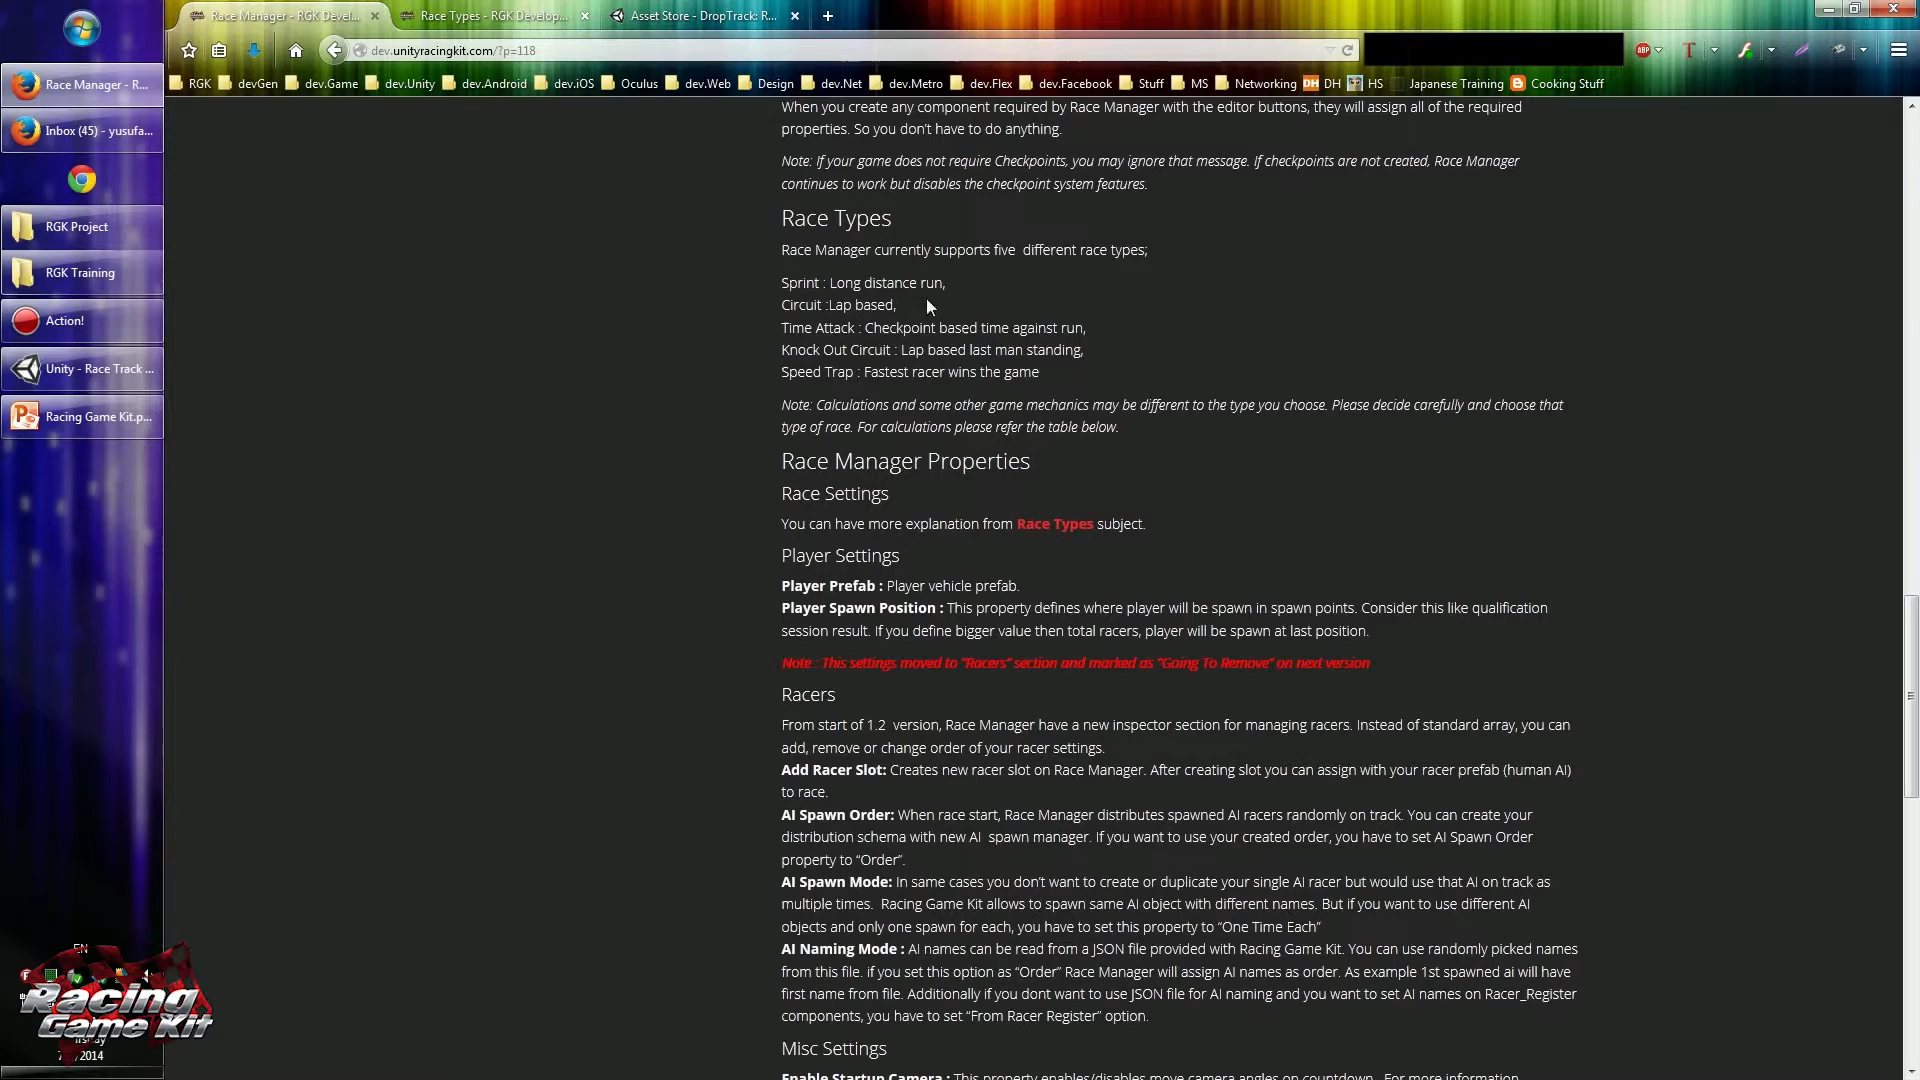 Race Manager - RGK Devel...
Race Types - RGK Develop...
Asset Store - DropTrack: R...
dev.unityracingkit.com/?p=118
ABP
RGK
devGen
dev.Game
dev.Unity
dev.Android
dev.iOS
Oculus
dev.Web
Design
dev.Net
dev.Metro
dev.Flex
dev.Facebook
Stuff
MS
Networking
DH
DH
HS
Japanese Training
Cooking Stuff
Race Manager - R...
Inbox (45) - yusufa...
RGK Project
RGK Training
Action!
Unity - Race Track ...
Racing Game Kit.p...
When you create any component required by Race Manager with the editor buttons, they will assign all of the required
properties. So you don't have to do anything.
Note: If your game does not require Checkpoints, you may ignore that message. If checkpoints are not created, Race Manager
continues to work but disables the checkpoint system features.
Race Types
Race Manager currently supports five different race types;
Sprint : Long distance run,
Circuit :Lap based,
Time Attack : Checkpoint based time against run,
Knock Out Circuit : Lap based last man standing,
Speed Trap : Fastest racer wins the game
Note: Calculations and some other game mechanics may be different to the type you choose. Please decide carefully and choose that
type of race. For calculations please refer the table below.
Race Manager Properties
Race Settings
You can have more explanation from Race Types subject.
Player Settings
Player Prefab : Player vehicle prefab.
Player Spawn Position : This property defines where player will be spawn in spawn points. Consider this like qualification
session result. If you define bigger value then total racers, player will be spawn at last position.
Note : This settings moved to "Racers" section and marked as "Going To Remove" on next version
Racers
From start of 1.2 version, Race Manager have a new inspector section for managing racers. Instead of standard array, you can
add, remove or change order of your racer settings.
Add Racer Slot: Creates new racer slot on Race Manager. After creating slot you can assign with your racer prefab (human AI)
to race.
AI Spawn Order: When race start, Race Manager distributes spawned AI racers randomly on track. You can create your
distribution schema with new AI spawn manager. If you want to use your created order, you have to set AI Spawn Order
property to “Order”.
AI Spawn Mode: In same cases you don't want to create or duplicate your single AI racer but would use that AI on track as
multiple times. Racing Game Kit allows to spawn same AI object with different names. But if you want to use different AI
objects and only one spawn for each, you have to set this property to “One Time Each”
AI Naming Mode : AI names can be read from a JSON file provided with Racing Game Kit. You can use randomly picked names
from this file. if you set this option as “Order” Race Manager will assign AI names as order. As example 1st spawned ai will have
first name from file. Additionally if you dont want to use JSON file for AI naming and you want to set AI names on Racer_Register
components, you have to set “From Racer Register” option.
Misc Settings
Enable Startup Camera : This property enables/disables move camera angles on countdown. For more information
EN
Racing
Game Kit